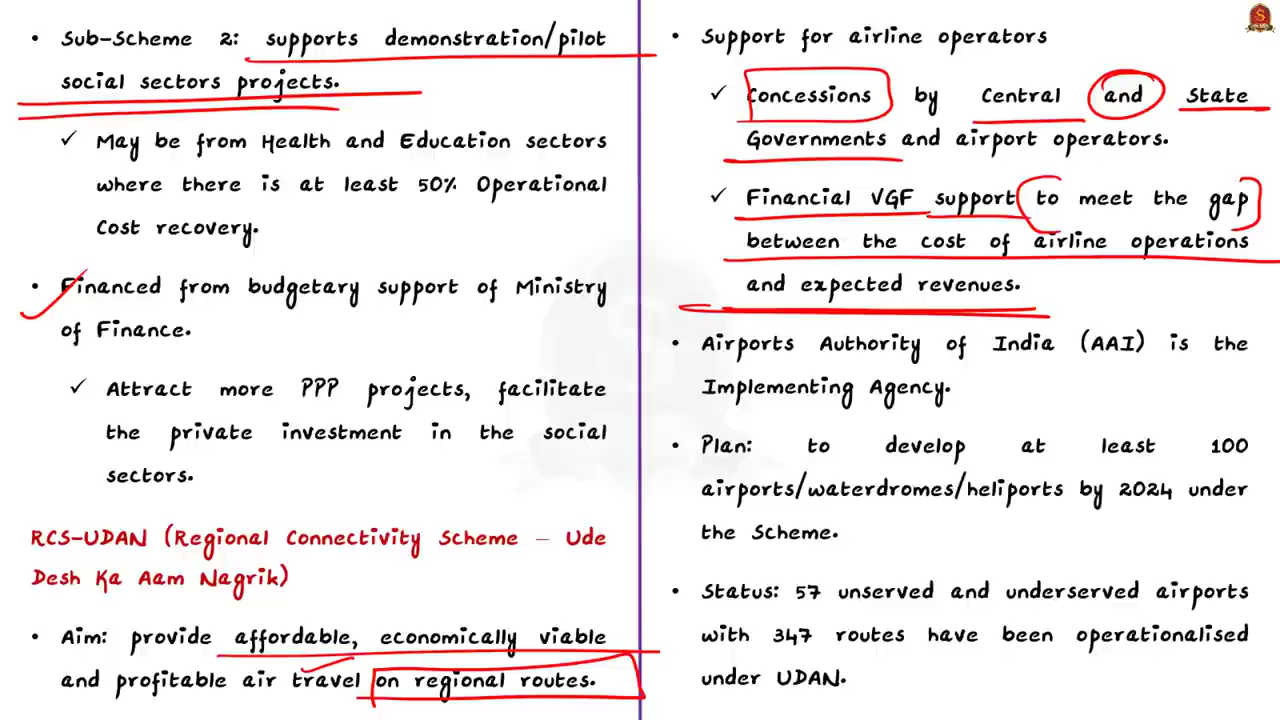 • Sub-Scheme 2: supports demonstration/pilot
social sectors projects.
✓ May be from Health and Education sectors
where there is at least 50% Operational
Cost recovery.
• Financed from budgetary support of Ministry
of Finance.
✓ Attract more PPP projects, facilitate
the private investment in the social
sectors.
RCS-UDAN (Regional Connectivity Scheme – Ude
Desh Ka Aam Nagrik)
• Aim: provide affordable, economically viable
and profitable air travel on regional routes.
• Support for airline operators
✓ Concessions by Central and State
Governments and airport operators.
✓ Financial VGF support to meet the gap
between the cost of airline operations
and expected revenues.
• Airports Authority of India (AAI) is the
Implementing Agency.
• Plan: to develop at least 100
airports/waterdromes/heliports by 2024 under
the Scheme.
• Status: 57 unserved and underserved airports
with 347 routes have been operationalised
under UDAN.